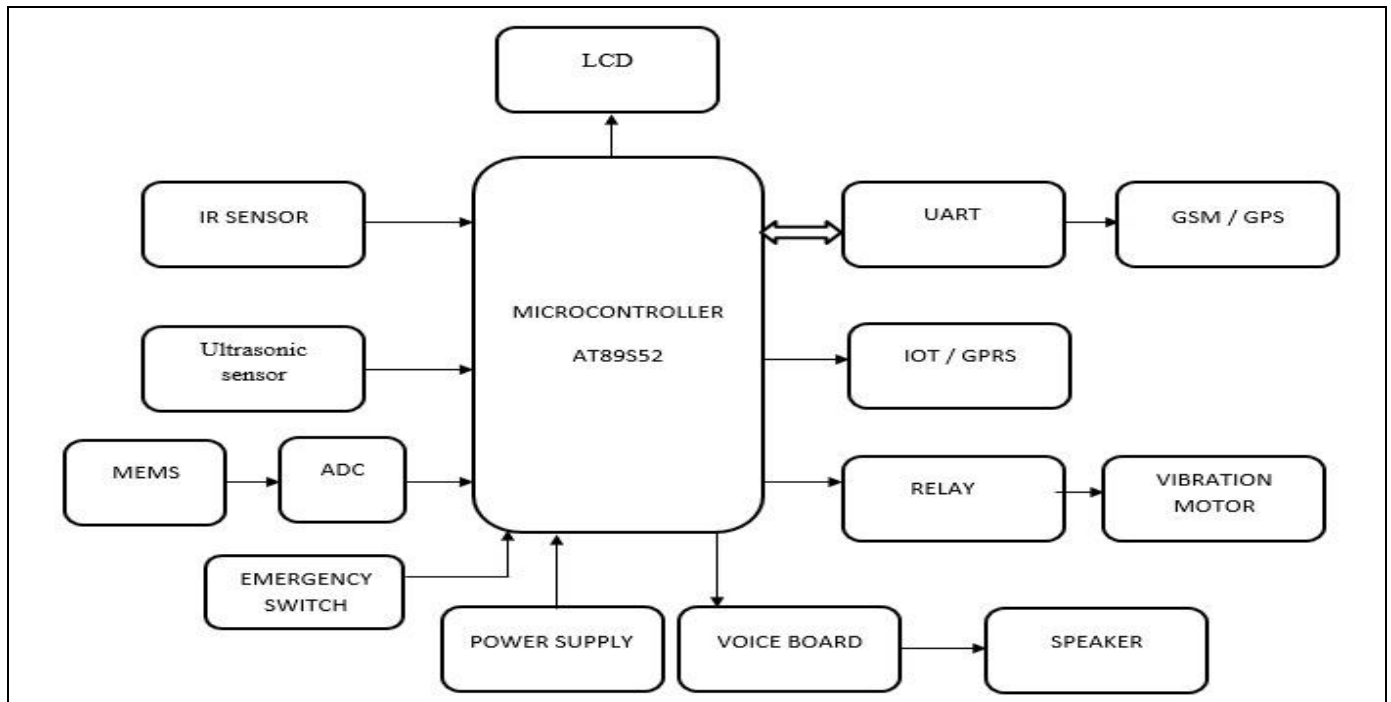 LCD
IR SENSOR
UART
GSM / GPS
MICROCONTROLLER
AT89S52
Ultrasonic
sensor
IOT / GPRS
MEMS
ADC
RELAY
VIBRATION
MOTOR
EMERGENCY
SWITCH
POWER SUPPLY
VOICE BOARD
SPEAKER